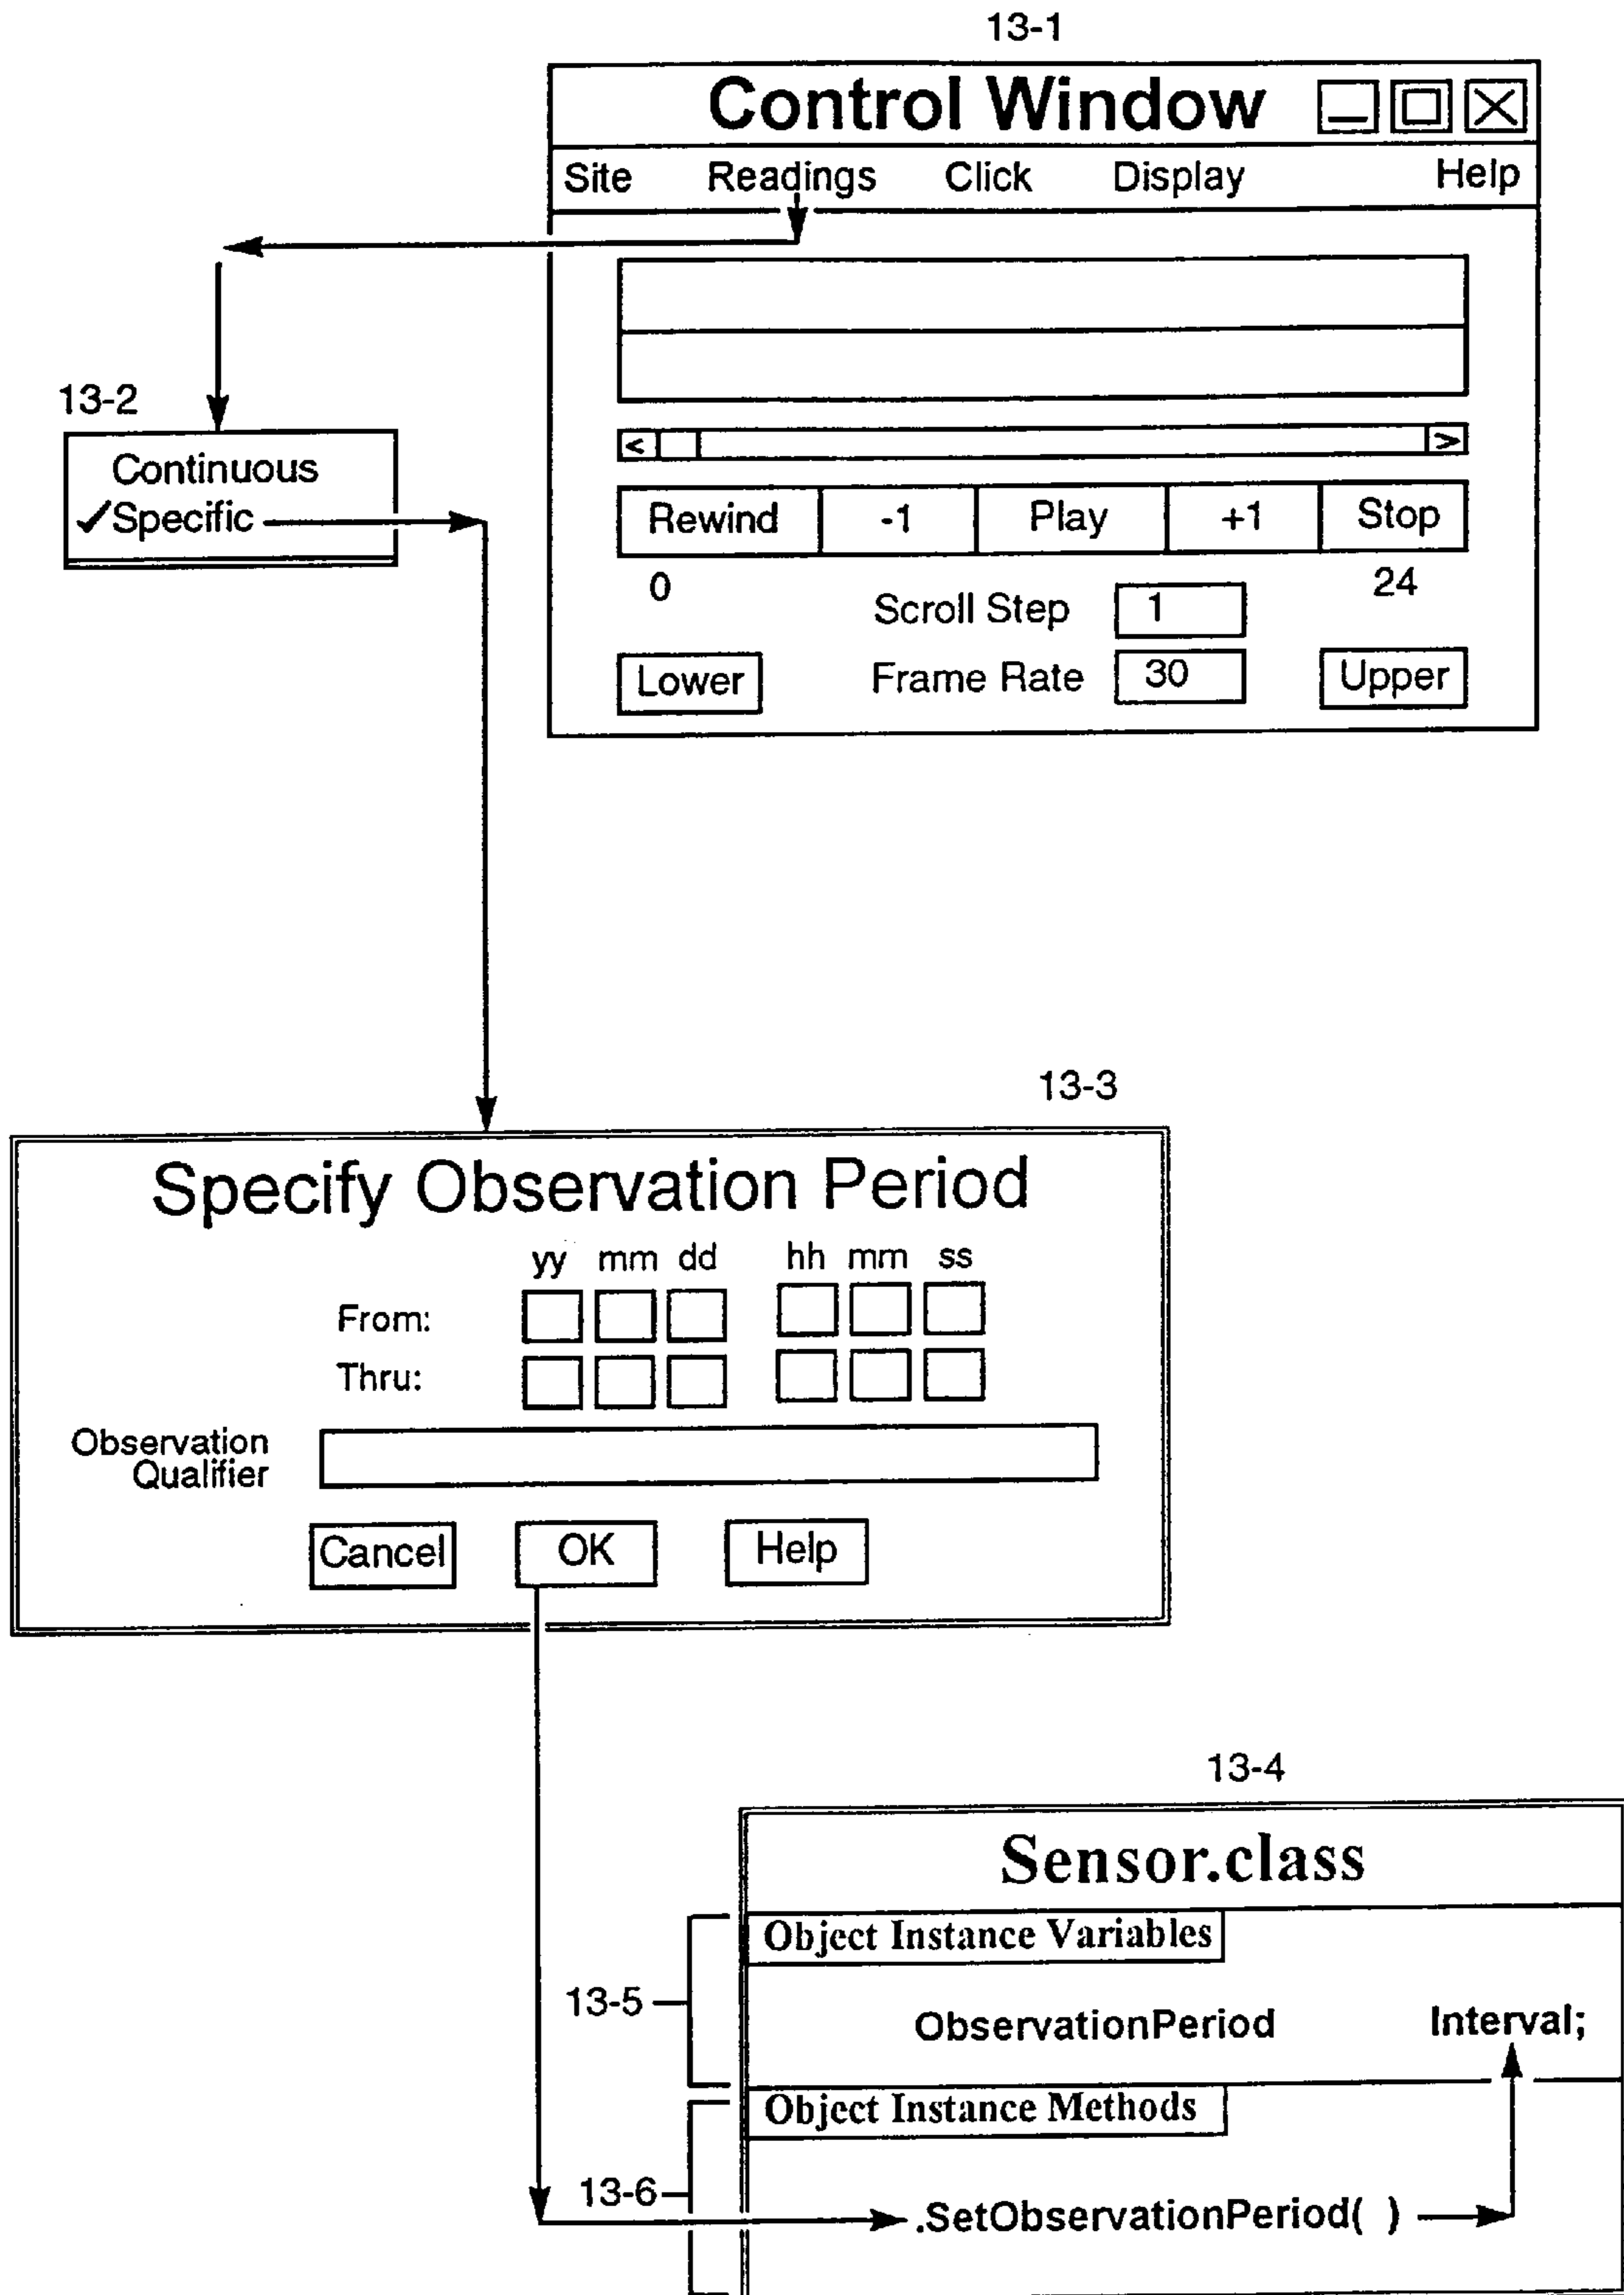 13-1
Control Window
Site Readings Click Display Help
13-2
Continuous
✓Specific
< >
Rewind -1 Play +1 Stop
0 24
Scroll Step 1
Lower Frame Rate 30 Upper
13-3
Specify Observation Period
yy mm dd hh mm ss
From:
Thru:
Observation
Qualifier
Cancel OK Help
13-4
Sensor.class
Object Instance Variables
13-5
ObservationPeriod Interval;
Object Instance Methods
13-6
.SetObservationPeriod( )